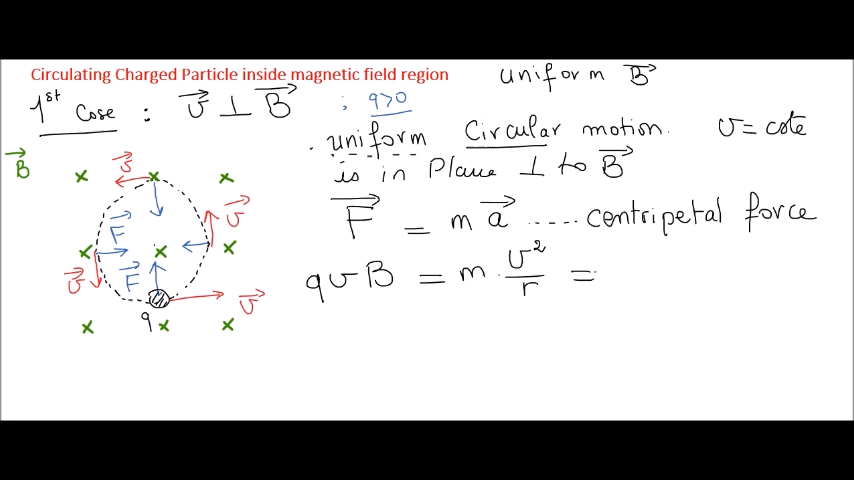 Circulating Charged Particle inside magnetic field region
uniform B⃗
1st Case : v⃗ ⊥ B⃗ ; q>0
. uniform Circular motion. v = cste
is in Plane ⊥ to B⃗
F⃗ = m a⃗ ..... centripetal force
qvB = m . v²/r =
B⃗
v⃗
v⃗
F⃗
v⃗
F⃗
v⃗
q